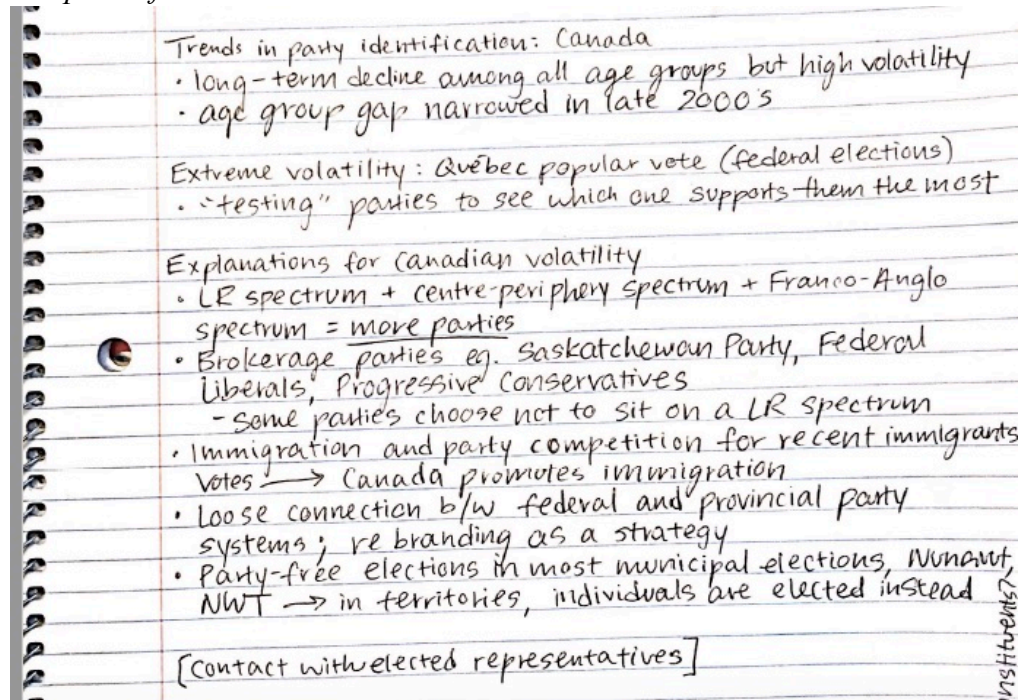 Trends in party identification: Canada
• long-term decline among all age groups but high volatility
• age group gap narrowed in late 2000's
Extreme volatility: Québec popular vote (federal elections)
• "testing" parties to see which one supports them the most
Explanations for Canadian volatility
• LR spectrum + centre-periphery spectrum + Franco-Anglo
spectrum = more parties
• Brokerage parties eg. Saskatchewan Party, Federal
Liberals, Progressive Conservatives
- some parties choose not to sit on a LR spectrum
• Immigration and party competition for recent immigrants
votes → Canada promotes immigration
• Loose connection b/w federal and provincial party
systems; re branding as a strategy
• Party-free elections in most municipal elections, Nunavut,
NWT → in territories, individuals are elected instead
[contact with elected representatives]